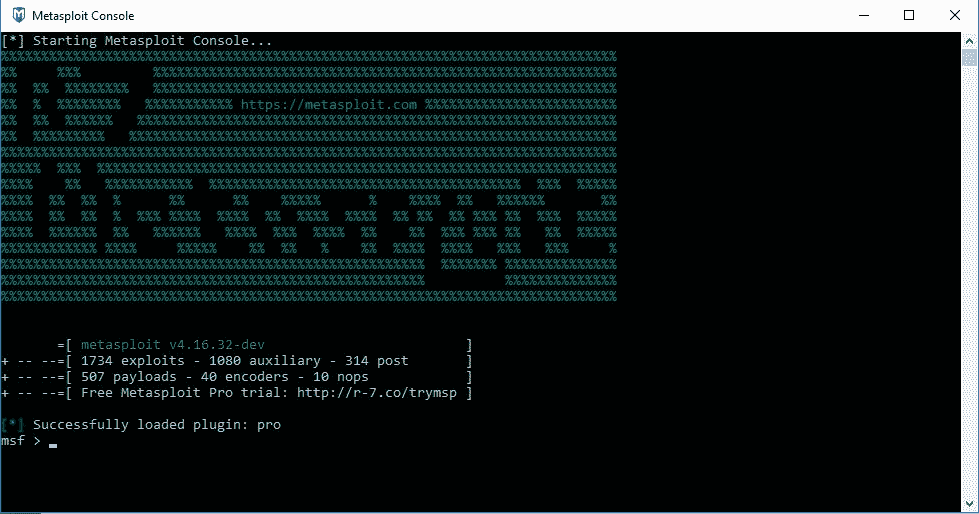 Metasploit Console
[*] Starting Metasploit Console...
https://metasploit.com
=[ metasploit v4.16.32-dev ]
+ -- --=[ 1734 exploits - 1080 auxiliary - 314 post ]
+ -- --=[ 507 payloads - 40 encoders - 10 nops ]
+ -- --=[ Free Metasploit Pro trial: http://r-7.co/trymsp ]
[*] Successfully loaded plugin: pro
msf >